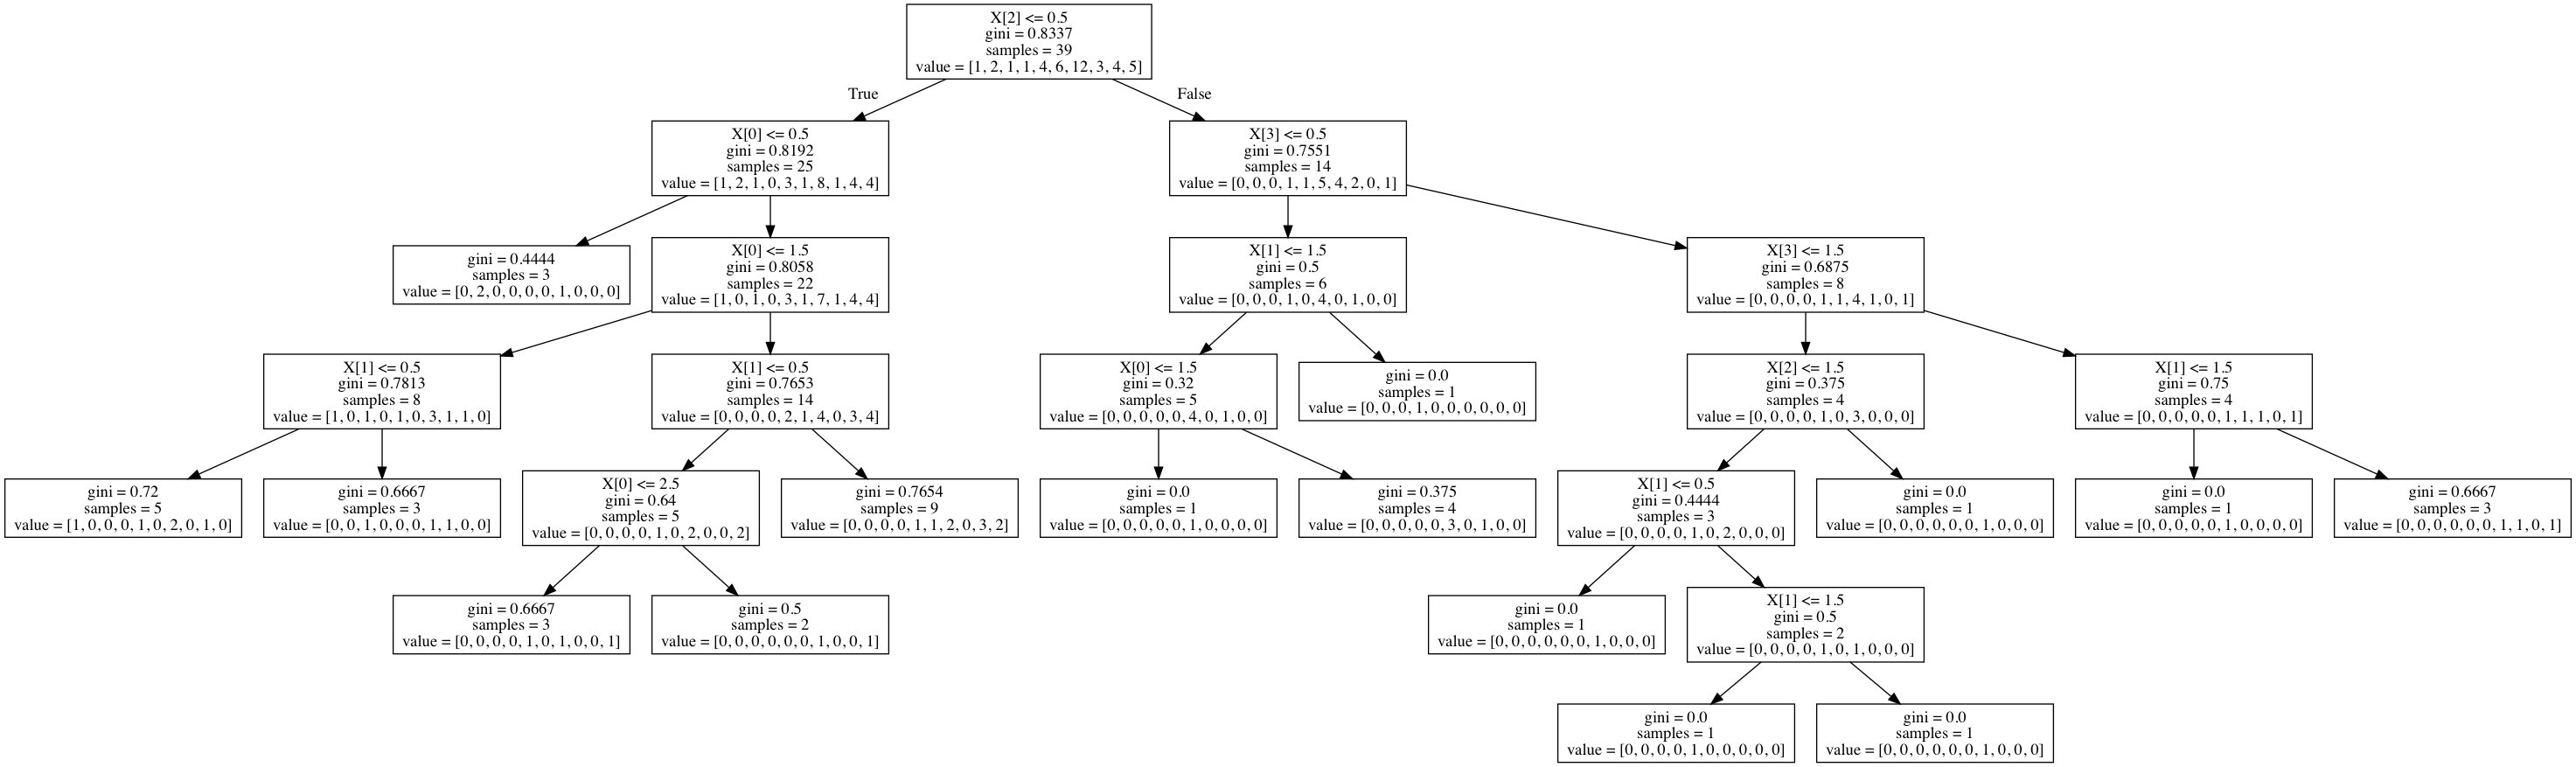 X[2] <= 0.5
gini = 0.8337
samples = 39
value = [1, 2, 1, 1, 4, 6, 12, 3, 4, 5]
True
False
X[0] <= 0.5
gini = 0.8192
samples = 25
value = [1, 2, 1, 0, 3, 1, 8, 1, 4, 4]
X[3] <= 0.5
gini = 0.7551
samples = 14
value = [0, 0, 0, 1, 1, 5, 4, 2, 0, 1]
gini = 0.4444
samples = 3
value = [0, 2, 0, 0, 0, 0, 1, 0, 0, 0]
X[0] <= 1.5
gini = 0.8058
samples = 22
value = [1, 0, 1, 0, 3, 1, 7, 1, 4, 4]
X[1] <= 1.5
gini = 0.5
samples = 6
value = [0, 0, 0, 1, 0, 4, 0, 1, 0, 0]
X[3] <= 1.5
gini = 0.6875
samples = 8
value = [0, 0, 0, 0, 1, 1, 4, 1, 0, 1]
X[1] <= 0.5
gini = 0.7813
samples = 8
value = [1, 0, 1, 0, 1, 0, 3, 1, 1, 0]
X[1] <= 0.5
gini = 0.7653
samples = 14
value = [0, 0, 0, 0, 2, 1, 4, 0, 3, 4]
X[0] <= 1.5
gini = 0.32
samples = 5
value = [0, 0, 0, 0, 0, 4, 0, 1, 0, 0]
gini = 0.0
samples = 1
value = [0, 0, 0, 1, 0, 0, 0, 0, 0, 0]
X[2] <= 1.5
gini = 0.375
samples = 4
value = [0, 0, 0, 0, 1, 0, 3, 0, 0, 0]
X[1] <= 1.5
gini = 0.75
samples = 4
value = [0, 0, 0, 0, 0, 1, 1, 1, 0, 1]
gini = 0.72
samples = 5
value = [1, 0, 0, 0, 1, 0, 2, 0, 1, 0]
gini = 0.6667
samples = 3
value = [0, 0, 1, 0, 0, 0, 1, 1, 0, 0]
X[0] <= 2.5
gini = 0.64
samples = 5
value = [0, 0, 0, 0, 1, 0, 2, 0, 0, 2]
gini = 0.7654
samples = 9
value = [0, 0, 0, 0, 1, 1, 2, 0, 3, 2]
gini = 0.0
samples = 1
value = [0, 0, 0, 0, 0, 1, 0, 0, 0, 0]
gini = 0.375
samples = 4
value = [0, 0, 0, 0, 0, 3, 0, 1, 0, 0]
X[1] <= 0.5
gini = 0.4444
samples = 3
value = [0, 0, 0, 0, 1, 0, 2, 0, 0, 0]
gini = 0.0
samples = 1
value = [0, 0, 0, 0, 0, 0, 1, 0, 0, 0]
gini = 0.0
samples = 1
value = [0, 0, 0, 0, 0, 1, 0, 0, 0, 0]
gini = 0.6667
samples = 3
value = [0, 0, 0, 0, 0, 0, 1, 1, 0, 1]
gini = 0.6667
samples = 3
value = [0, 0, 0, 0, 1, 0, 1, 0, 0, 1]
gini = 0.5
samples = 2
value = [0, 0, 0, 0, 0, 0, 1, 0, 0, 1]
gini = 0.0
samples = 1
value = [0, 0, 0, 0, 0, 0, 1, 0, 0, 0]
X[1] <= 1.5
gini = 0.5
samples = 2
value = [0, 0, 0, 0, 1, 0, 1, 0, 0, 0]
gini = 0.0
samples = 1
value = [0, 0, 0, 0, 1, 0, 0, 0, 0, 0]
gini = 0.0
samples = 1
value = [0, 0, 0, 0, 0, 0, 1, 0, 0, 0]